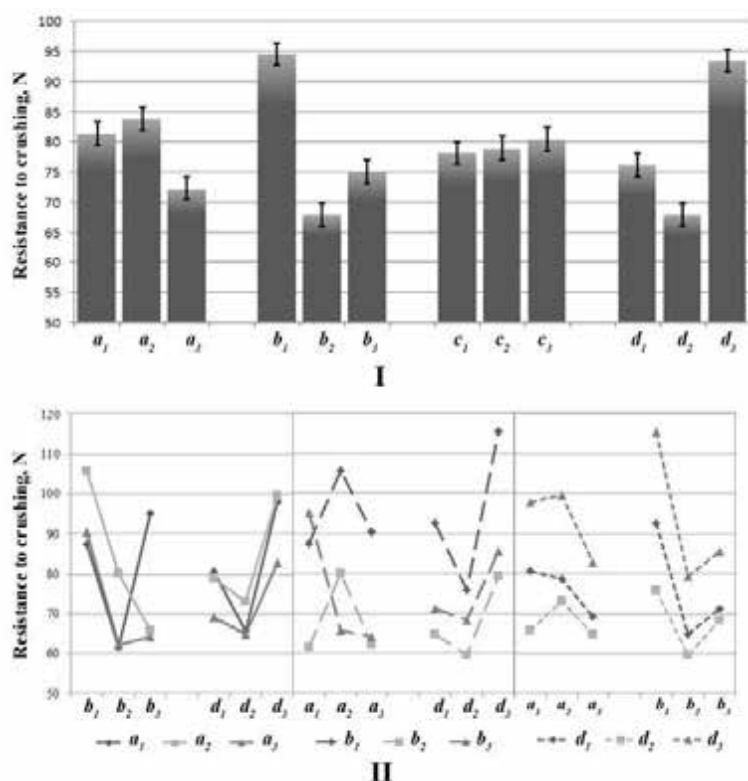 Resistance to crushing, N
100
95
90
85
80
75
70
65
60
55
50
a₁ a₂ a₃ b₁ b₂ b₃ c₁ c₂ c₃ d₁ d₂ d₃
I
Resistance to crushing, N
120
110
100
90
80
70
60
50
b₁ b₂ b₃ d₁ d₂ d₃ a₁ a₂ a₃ d₁ d₂ d₃ a₁ a₂ a₃ b₁ b₂ b₃
a₁ a₂ a₃ b₁ b₂ b₃ d₁ d₂ d₃
II